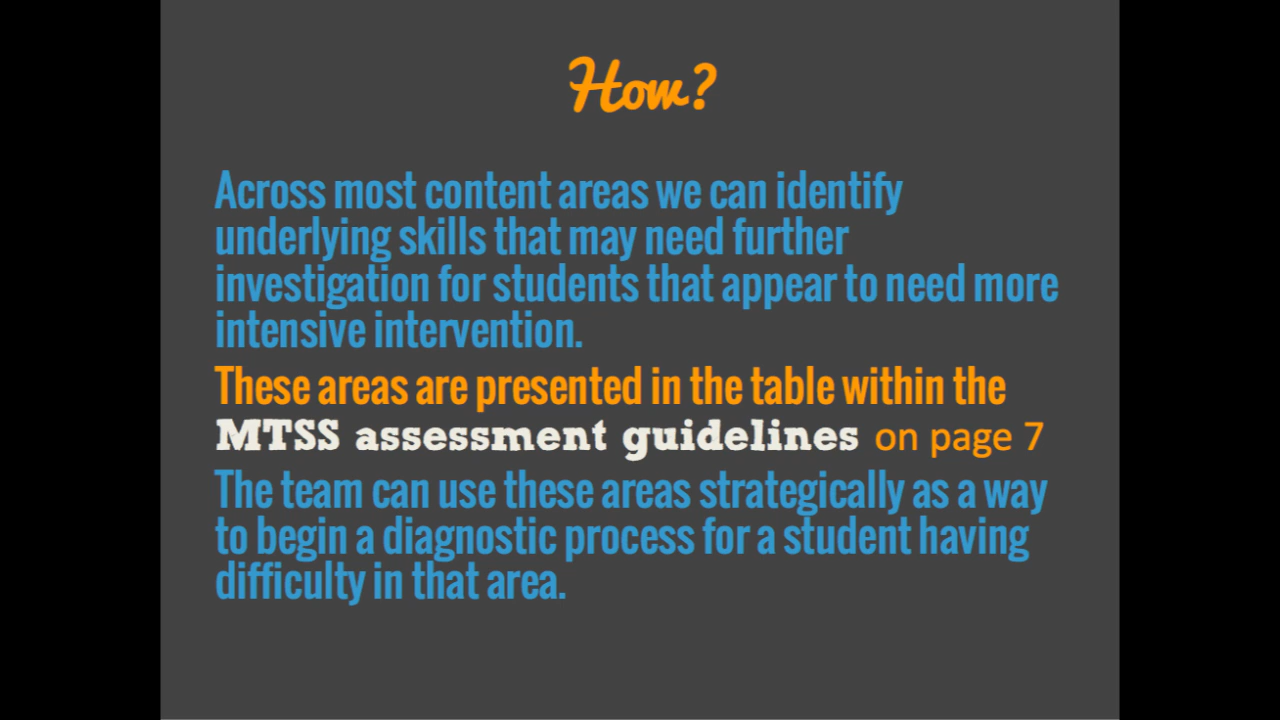 How?
Across most content areas we can identify
underlying skills that may need further
investigation for students that appear to need more
intensive intervention.
These areas are presented in the table within the
MTSS assessment guidelines on page 7
The team can use these areas strategically as a way
to begin a diagnostic process for a student having
difficulty in that area.